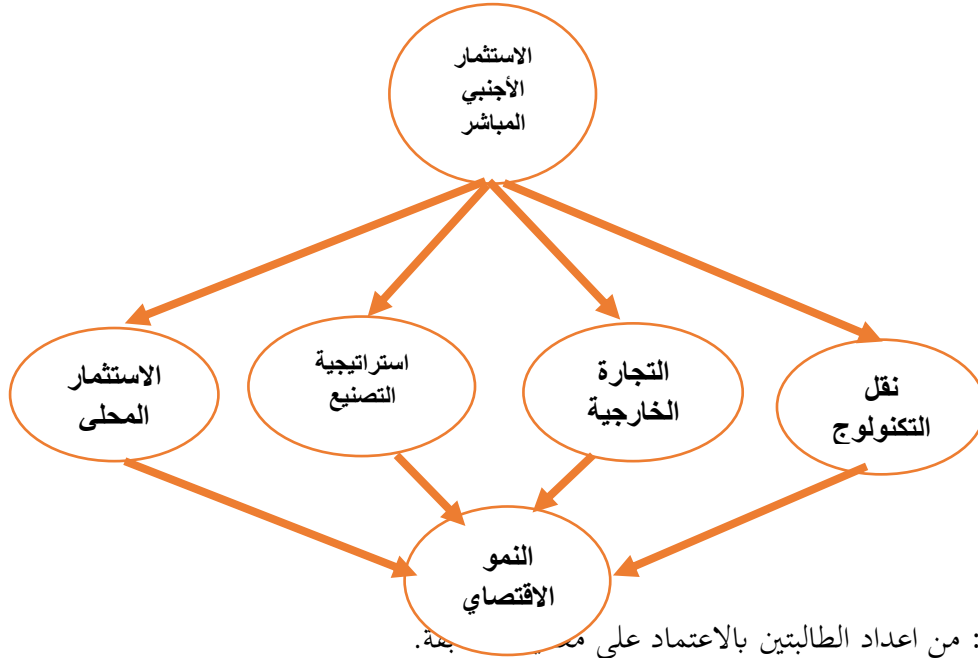 الاستثمار
الأجنبي
المباشر
نقل
التكنولوج
التجارة
الخارجية
استراتيجية
التصنيع
الاستثمار
المحلى
النمو
الاقتصاي
: من اعداد الطالبتين بالاعتماد على